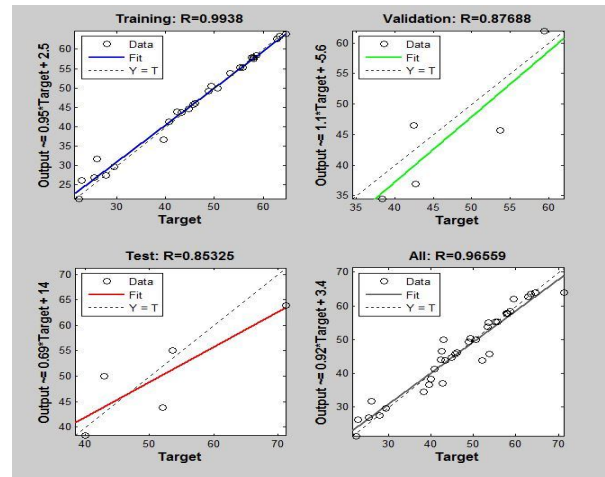 Training: R=0.9938
Output ~= 0.95*Target + 2.5
60
55
50
45
40
35
30
25
Data
Fit
Y = T
30 40 50 60
Target
Validation: R=0.87688
Output ~= 1.1*Target + -5.6
60
55
50
45
40
35
Data
Fit
Y = T
35 40 45 50 55 60
Target
Test: R=0.85325
Output ~= 0.69*Target + 14
70
65
60
55
50
45
40
Data
Fit
Y = T
40 50 60 70
Target
All: R=0.96559
Output ~= 0.92*Target + 3.4
70
60
50
40
30
Data
Fit
Y = T
30 40 50 60 70
Target